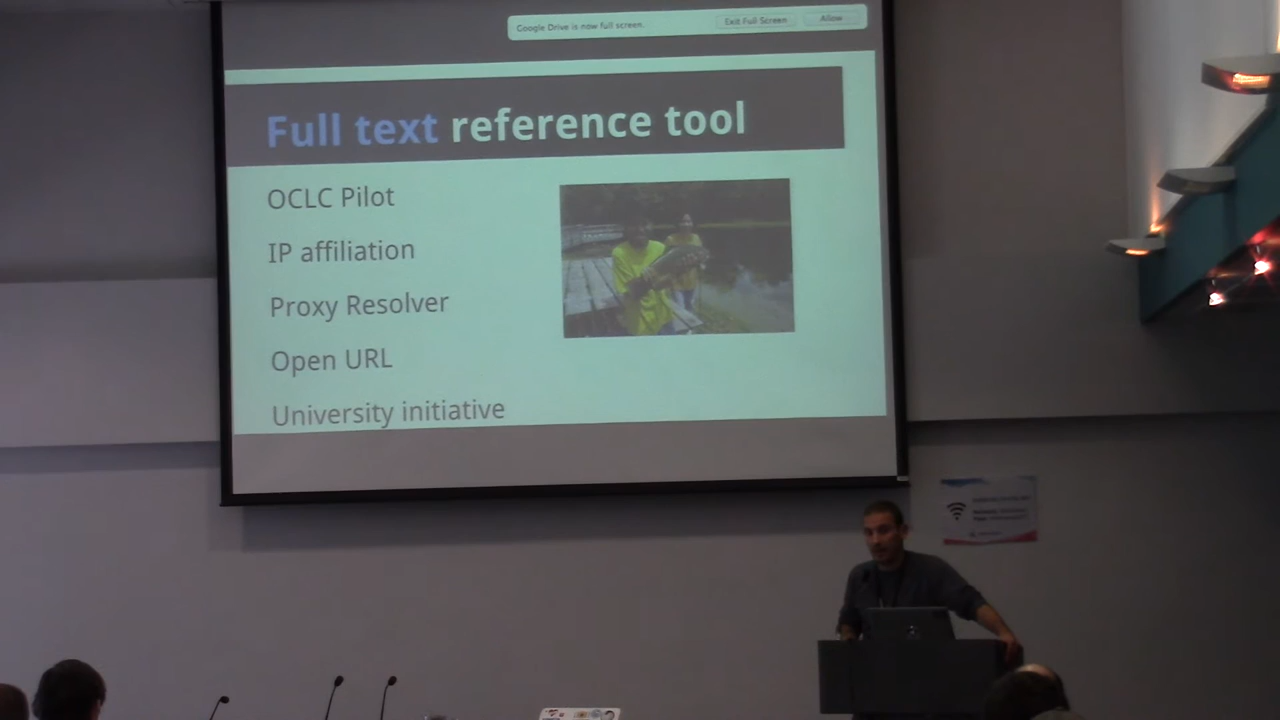 Google Drive is now full screen.
Exit Full Screen
Allow
Full text reference tool
OCLC Pilot
IP affiliation
Proxy Resolver
Open URL
University initiative